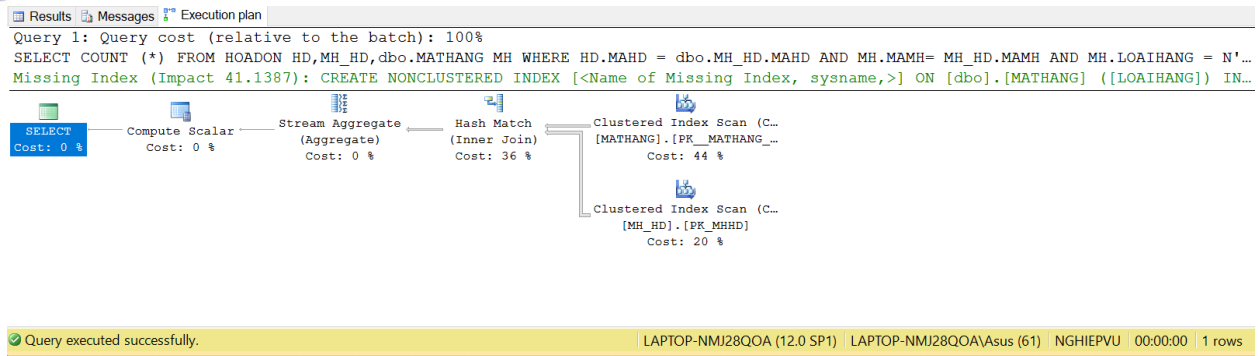 Results Messages Execution plan
Query 1: Query cost (relative to the batch): 100%
SELECT COUNT (*) FROM HOADON HD,MH_HD,dbo.MATHANG MH WHERE HD.MAHD = dbo.MH_HD.MAHD AND MH.MAMH= MH_HD.MAMH AND MH.LOAIHANG = N'...
Missing Index (Impact 41.1387): CREATE NONCLUSTERED INDEX [<Name of Missing Index, sysname,>] ON [dbo].[MATHANG] ([LOAIHANG]) IN...
SELECT
Cost: 0 %
Compute Scalar
Cost: 0 %
Stream Aggregate
(Aggregate)
Cost: 0 %
Hash Match
(Inner Join)
Cost: 36 %
Clustered Index Scan (C...
[MATHANG].[PK__MATHANG_...
Cost: 44 %
Clustered Index Scan (C...
[MH_HD].[PK_MHHD]
Cost: 20 %
Query executed successfully. LAPTOP-NMJ28QOA (12.0 SP1) LAPTOP-NMJ28QOA\Asus (61) NGHIEPVU 00:00:00 1 rows